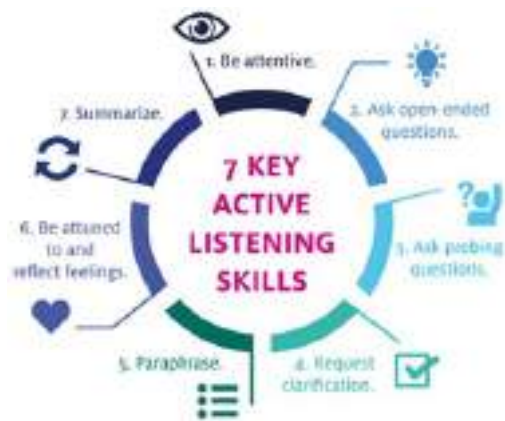 1. Be attentive.
2. Ask open-ended
questions.
3. Ask probing
questions.
4. Request
clarification.
5. Paraphrase.
6. Be attuned
to and
reflect feelings.
7. Summarize.
7 KEY
ACTIVE
LISTENING
SKILLS